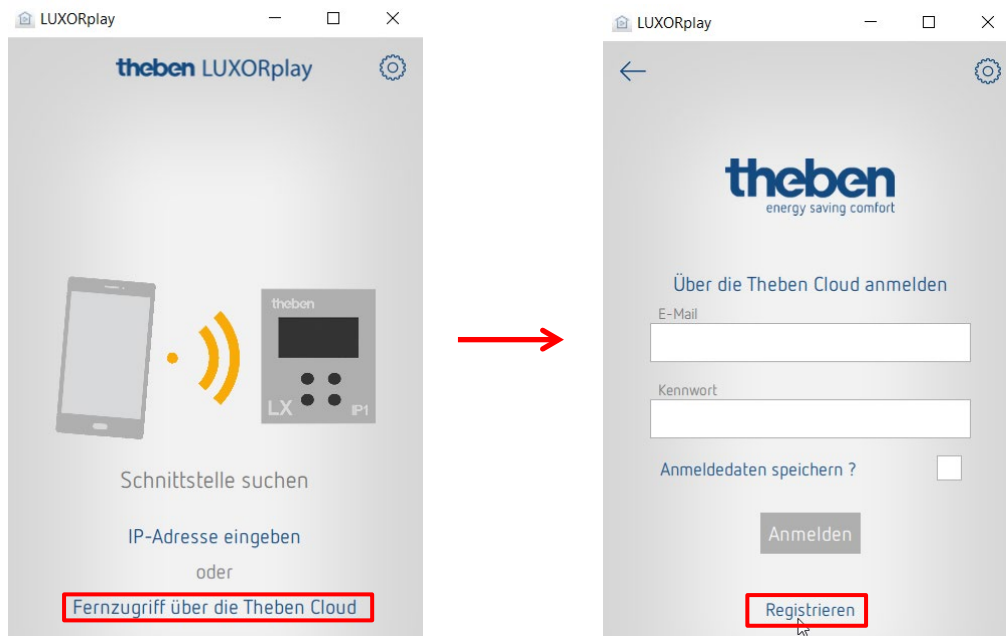 LUXORplay
theben LUXORplay
theben
LX
IP1
Schnittstelle suchen
IP-Adresse eingeben
oder
Fernzugriff über die Theben Cloud
LUXORplay
theben
energy saving comfort
Über die Theben Cloud anmelden
E-Mail
Kennwort
Anmeldedaten speichern ?
Anmelden
Registrieren